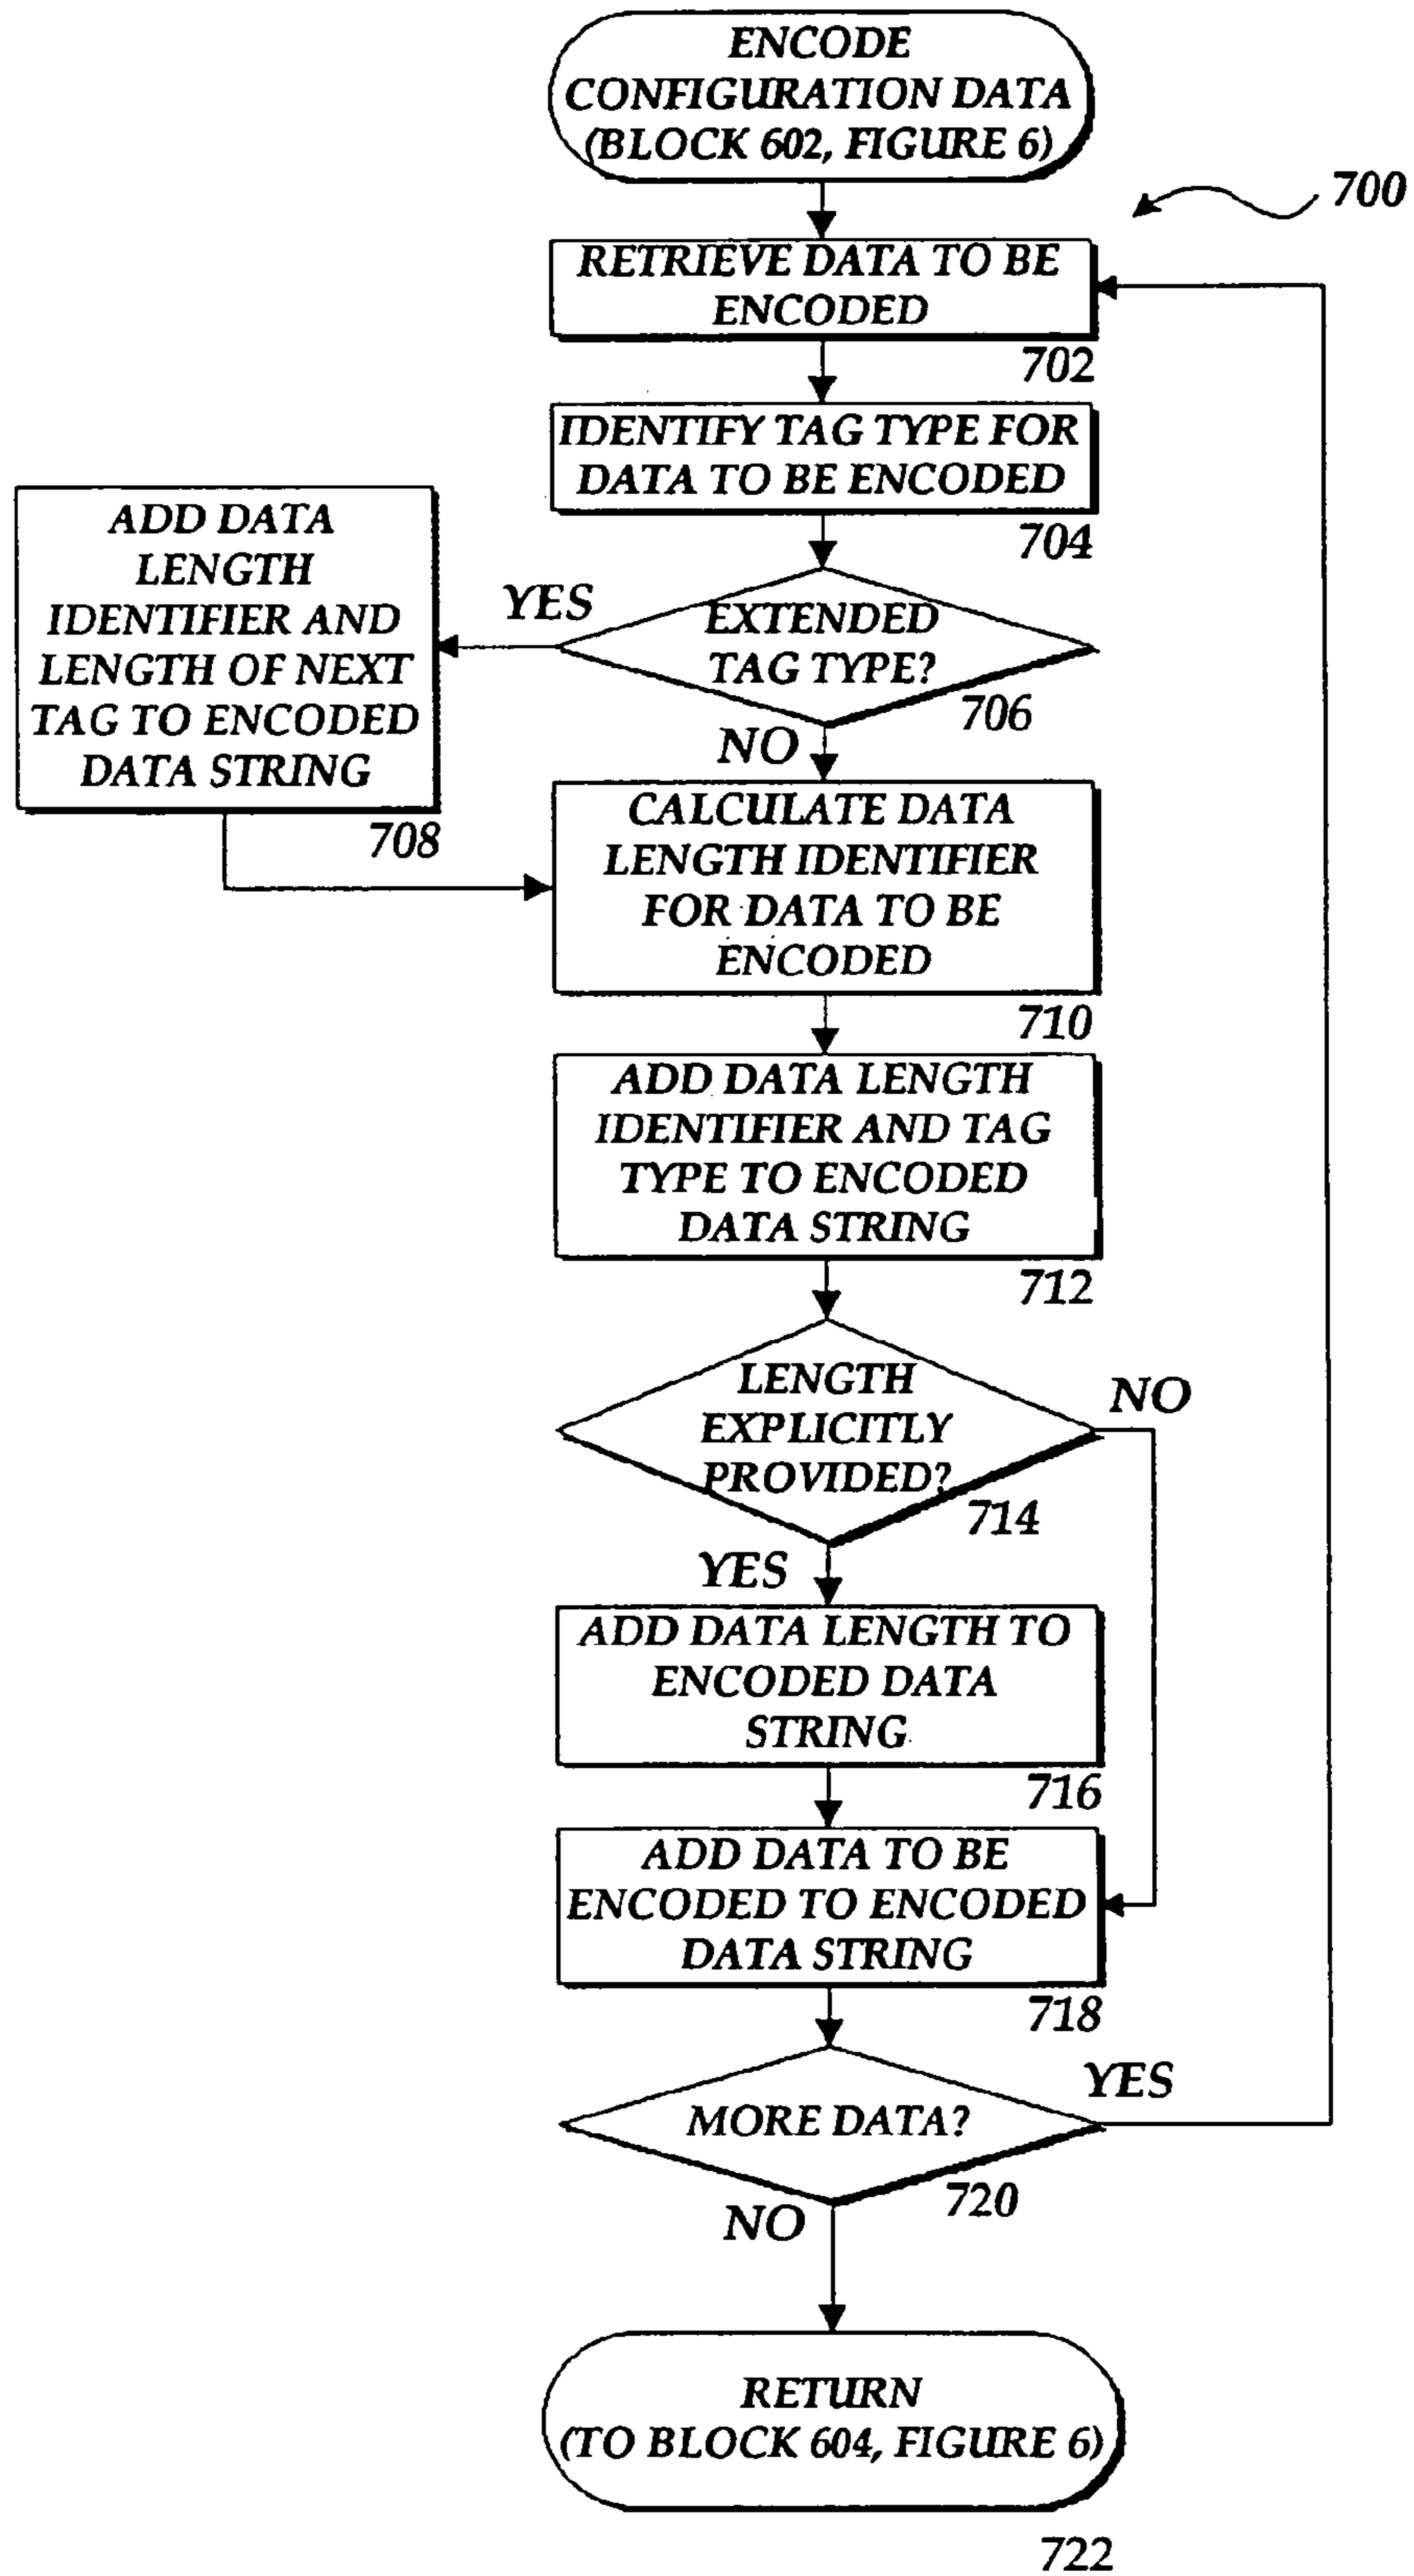 ENCODE
CONFIGURATION DATA
(BLOCK 602, FIGURE 6)
700
RETRIEVE DATA TO BE
ENCODED
702
IDENTIFY TAG TYPE FOR
DATA TO BE ENCODED
704
ADD DATA
LENGTH
IDENTIFIER AND
LENGTH OF NEXT
TAG TO ENCODED
DATA STRING
708
YES
EXTENDED
TAG TYPE?
706
NO
CALCULATE DATA
LENGTH IDENTIFIER
FOR DATA TO BE
ENCODED
710
ADD DATA LENGTH
IDENTIFIER AND TAG
TYPE TO ENCODED
DATA STRING
712
LENGTH
EXPLICITLY
PROVIDED?
714
NO
YES
ADD DATA LENGTH TO
ENCODED DATA
STRING
716
ADD DATA TO BE
ENCODED TO ENCODED
DATA STRING
718
MORE DATA?
720
YES
NO
RETURN
(TO BLOCK 604, FIGURE 6)
722